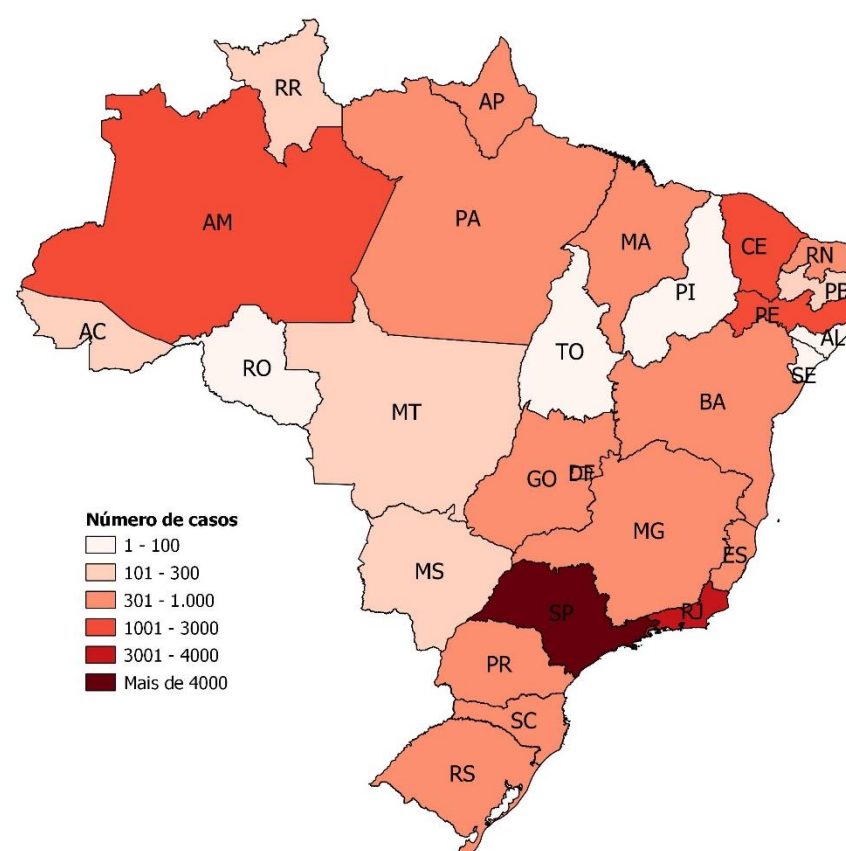 RR
AP
AM
PA
MA
CE
RN
PB
PI
PE
AC
AL
RO
TO
SE
BA
MT
GO
DF
MG
ES
MS
SP
RJ
PR
SC
RS
Número de casos
1 - 100
101 - 300
301 - 1.000
1001 - 3000
3001 - 4000
Mais de 4000